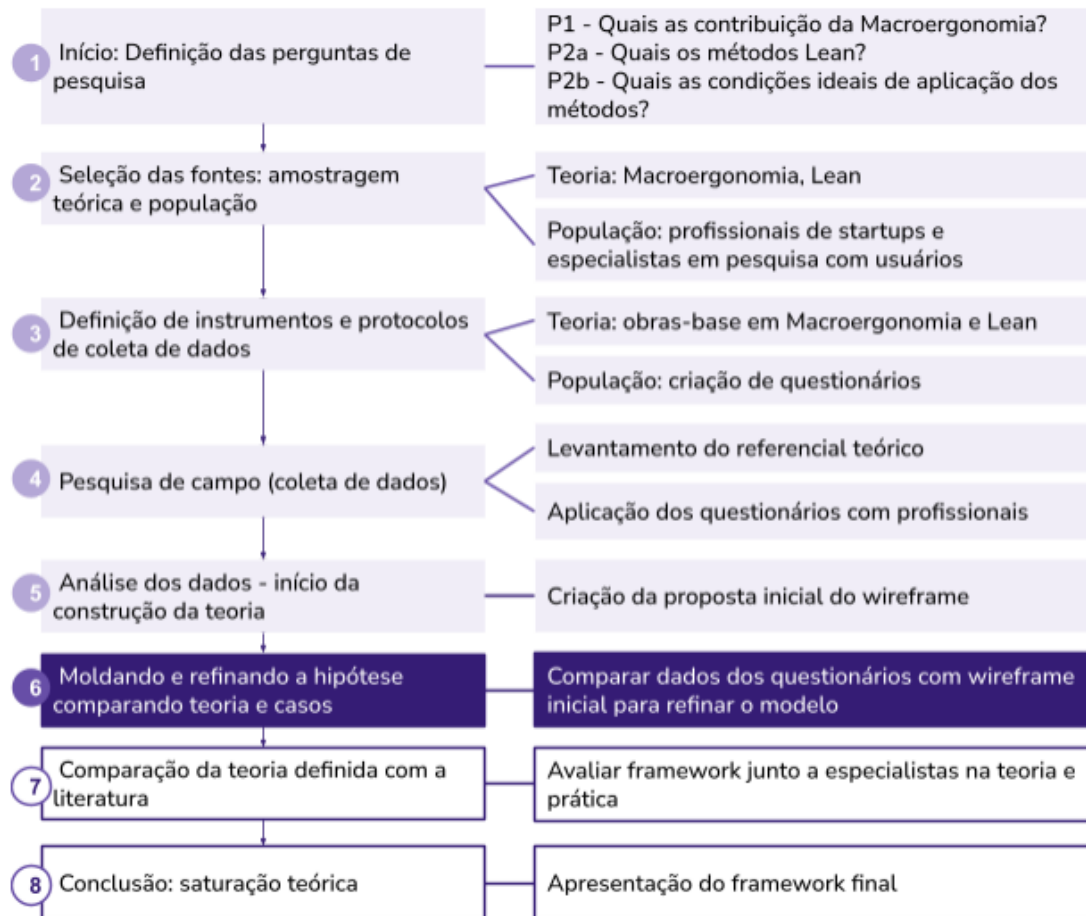 1
Início: Definição das perguntas de
pesquisa
P1 - Quais as contribuição da Macroergonomia?
P2a - Quais os métodos Lean?
P2b - Quais as condições ideais de aplicação dos
métodos?
2
Seleção das fontes: amostragem
teórica e população
Teoria: Macroergonomia, Lean
População: profissionais de startups e
especialistas em pesquisa com usuários
3
Definição de instrumentos e protocolos
de coleta de dados
Teoria: obras-base em Macroergonomia e Lean
População: criação de questionários
4
Pesquisa de campo (coleta de dados)
Levantamento do referencial teórico
Aplicação dos questionários com profissionais
5
Análise dos dados - início da
construção da teoria
Criação da proposta inicial do wireframe
6
Moldando e refinando a hipótese
comparando teoria e casos
Comparar dados dos questionários com wireframe
inicial para refinar o modelo
7
Comparação da teoria definida com a
literatura
Avaliar framework junto a especialistas na teoria e
prática
8
Conclusão: saturação teórica
Apresentação do framework final